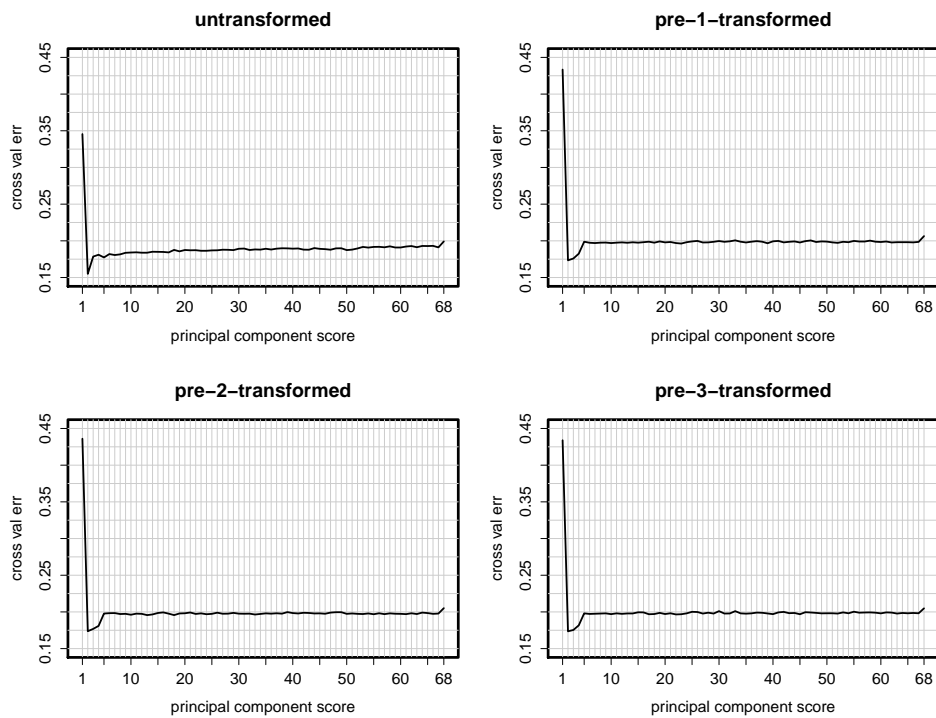 untransformed
cross val err
0.15 0.25 0.35 0.45
1 10 20 30 40 50 60 68
principal component score
pre−1−transformed
cross val err
0.15 0.25 0.35 0.45
1 10 20 30 40 50 60 68
principal component score
pre−2−transformed
cross val err
0.15 0.25 0.35 0.45
1 10 20 30 40 50 60 68
principal component score
pre−3−transformed
cross val err
0.15 0.25 0.35 0.45
1 10 20 30 40 50 60 68
principal component score